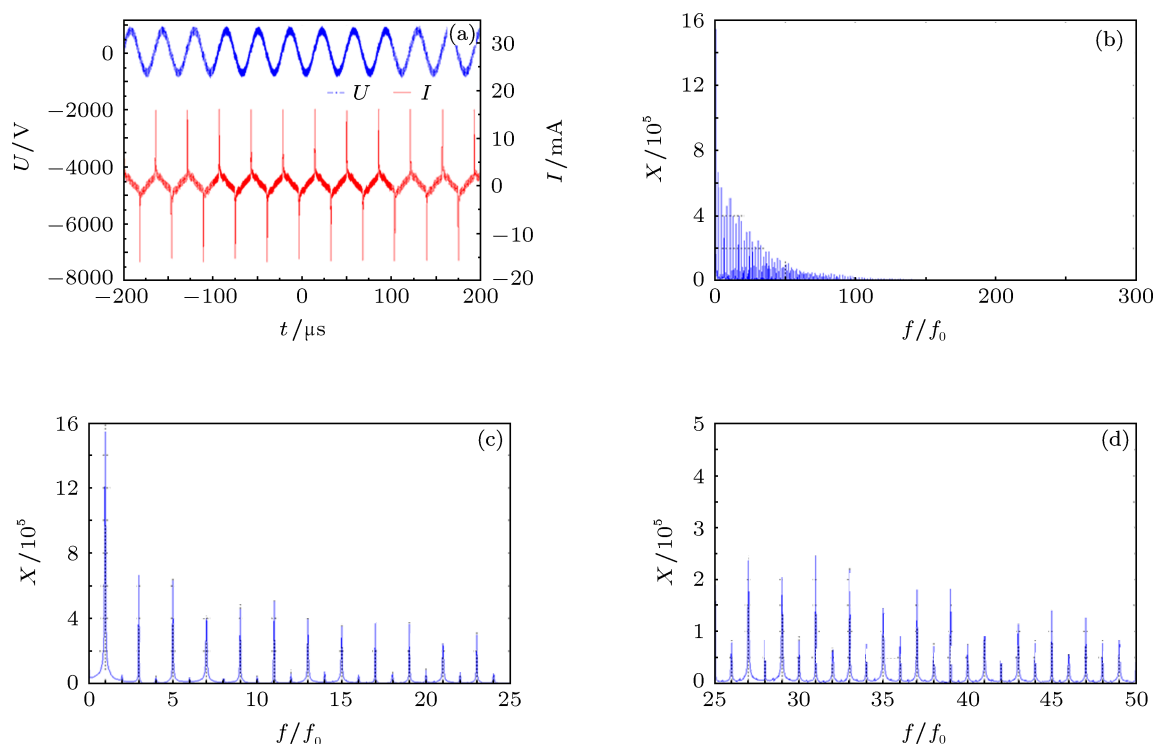 (a)
U I
0
−2000
−4000
−6000
−8000
U/V
30
20
10
0
−10
−20
I/mA
−200 −100 0 100 200
t/μs
(b)
16
12
8
4
0
X/10⁵
0 100 200 300
f/f₀
(c)
16
12
8
4
0
X/10⁵
0 5 10 15 20 25
f/f₀
(d)
5
4
3
2
1
0
X/10⁵
25 30 35 40 45 50
f/f₀